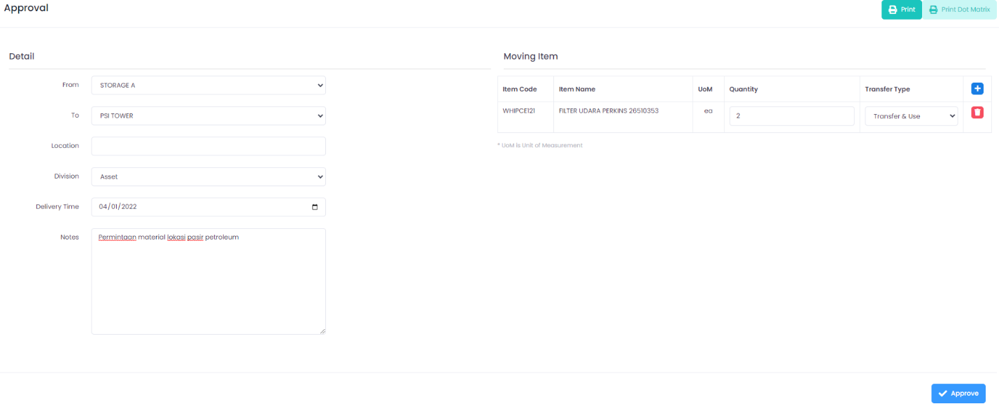 Approval
Print
Print Dot Matrix
Detail
From
STORAGE A
To
PSI TOWER
Location
Division
Asset
Delivery Time
04/01/2022
Notes
Permintaan material lokasi pasir petroleum
Moving Item
Item Code Item Name UoM Quantity Transfer Type
WHIPCE121 FILTER UDARA PERKINS 26510353 ea 2 Transfer & Use
* UoM is Unit of Measurement
Approve